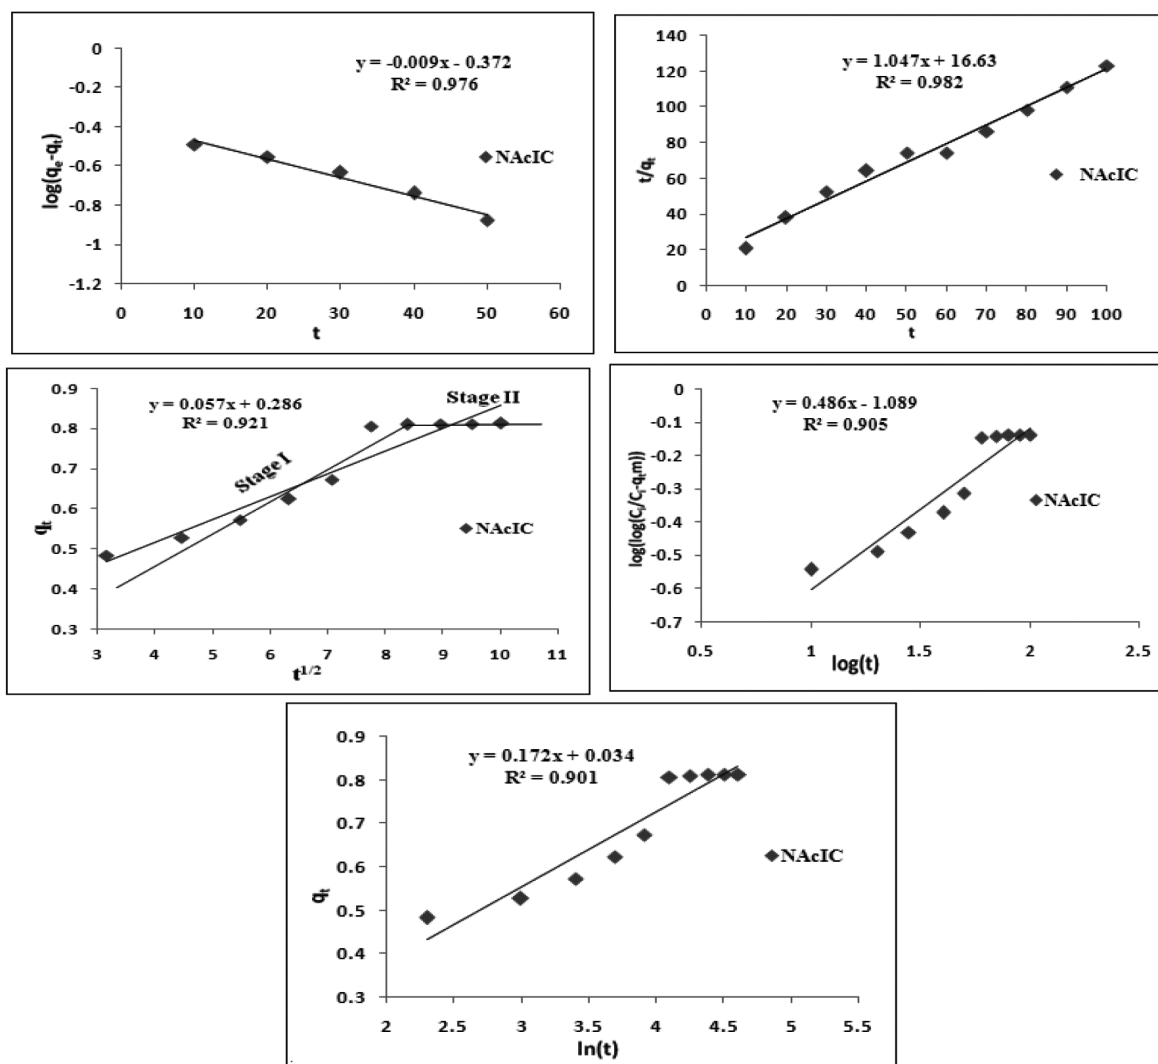 y = -0.009x - 0.372
R² = 0.976
0
-0.2
-0.4
-0.6
-0.8
-1
-1.2
log(qₑ-qₜ)
NAcIC
0 10 20 30 40 50 60
t
y = 1.047x + 16.63
R² = 0.982
140
120
100
80
60
40
20
0
t/qₜ
NAcIC
0 10 20 30 40 50 60 70 80 90 100
t
y = 0.057x + 0.286
R² = 0.921
Stage II
Stage I
0.9
0.8
0.7
0.6
0.5
0.4
0.3
qₜ
NAcIC
3 4 5 6 7 8 9 10 11
t^1/2
y = 0.486x - 1.089
R² = 0.905
0
-0.1
-0.2
-0.3
-0.4
-0.5
-0.6
-0.7
log(log(Cᵢ/Cᵢ-qₜm))
NAcIC
0.5 1 1.5 2 2.5
log(t)
y = 0.172x + 0.034
R² = 0.901
0.9
0.8
0.7
0.6
0.5
0.4
0.3
qₜ
NAcIC
2 2.5 3 3.5 4 4.5 5 5.5
ln(t)